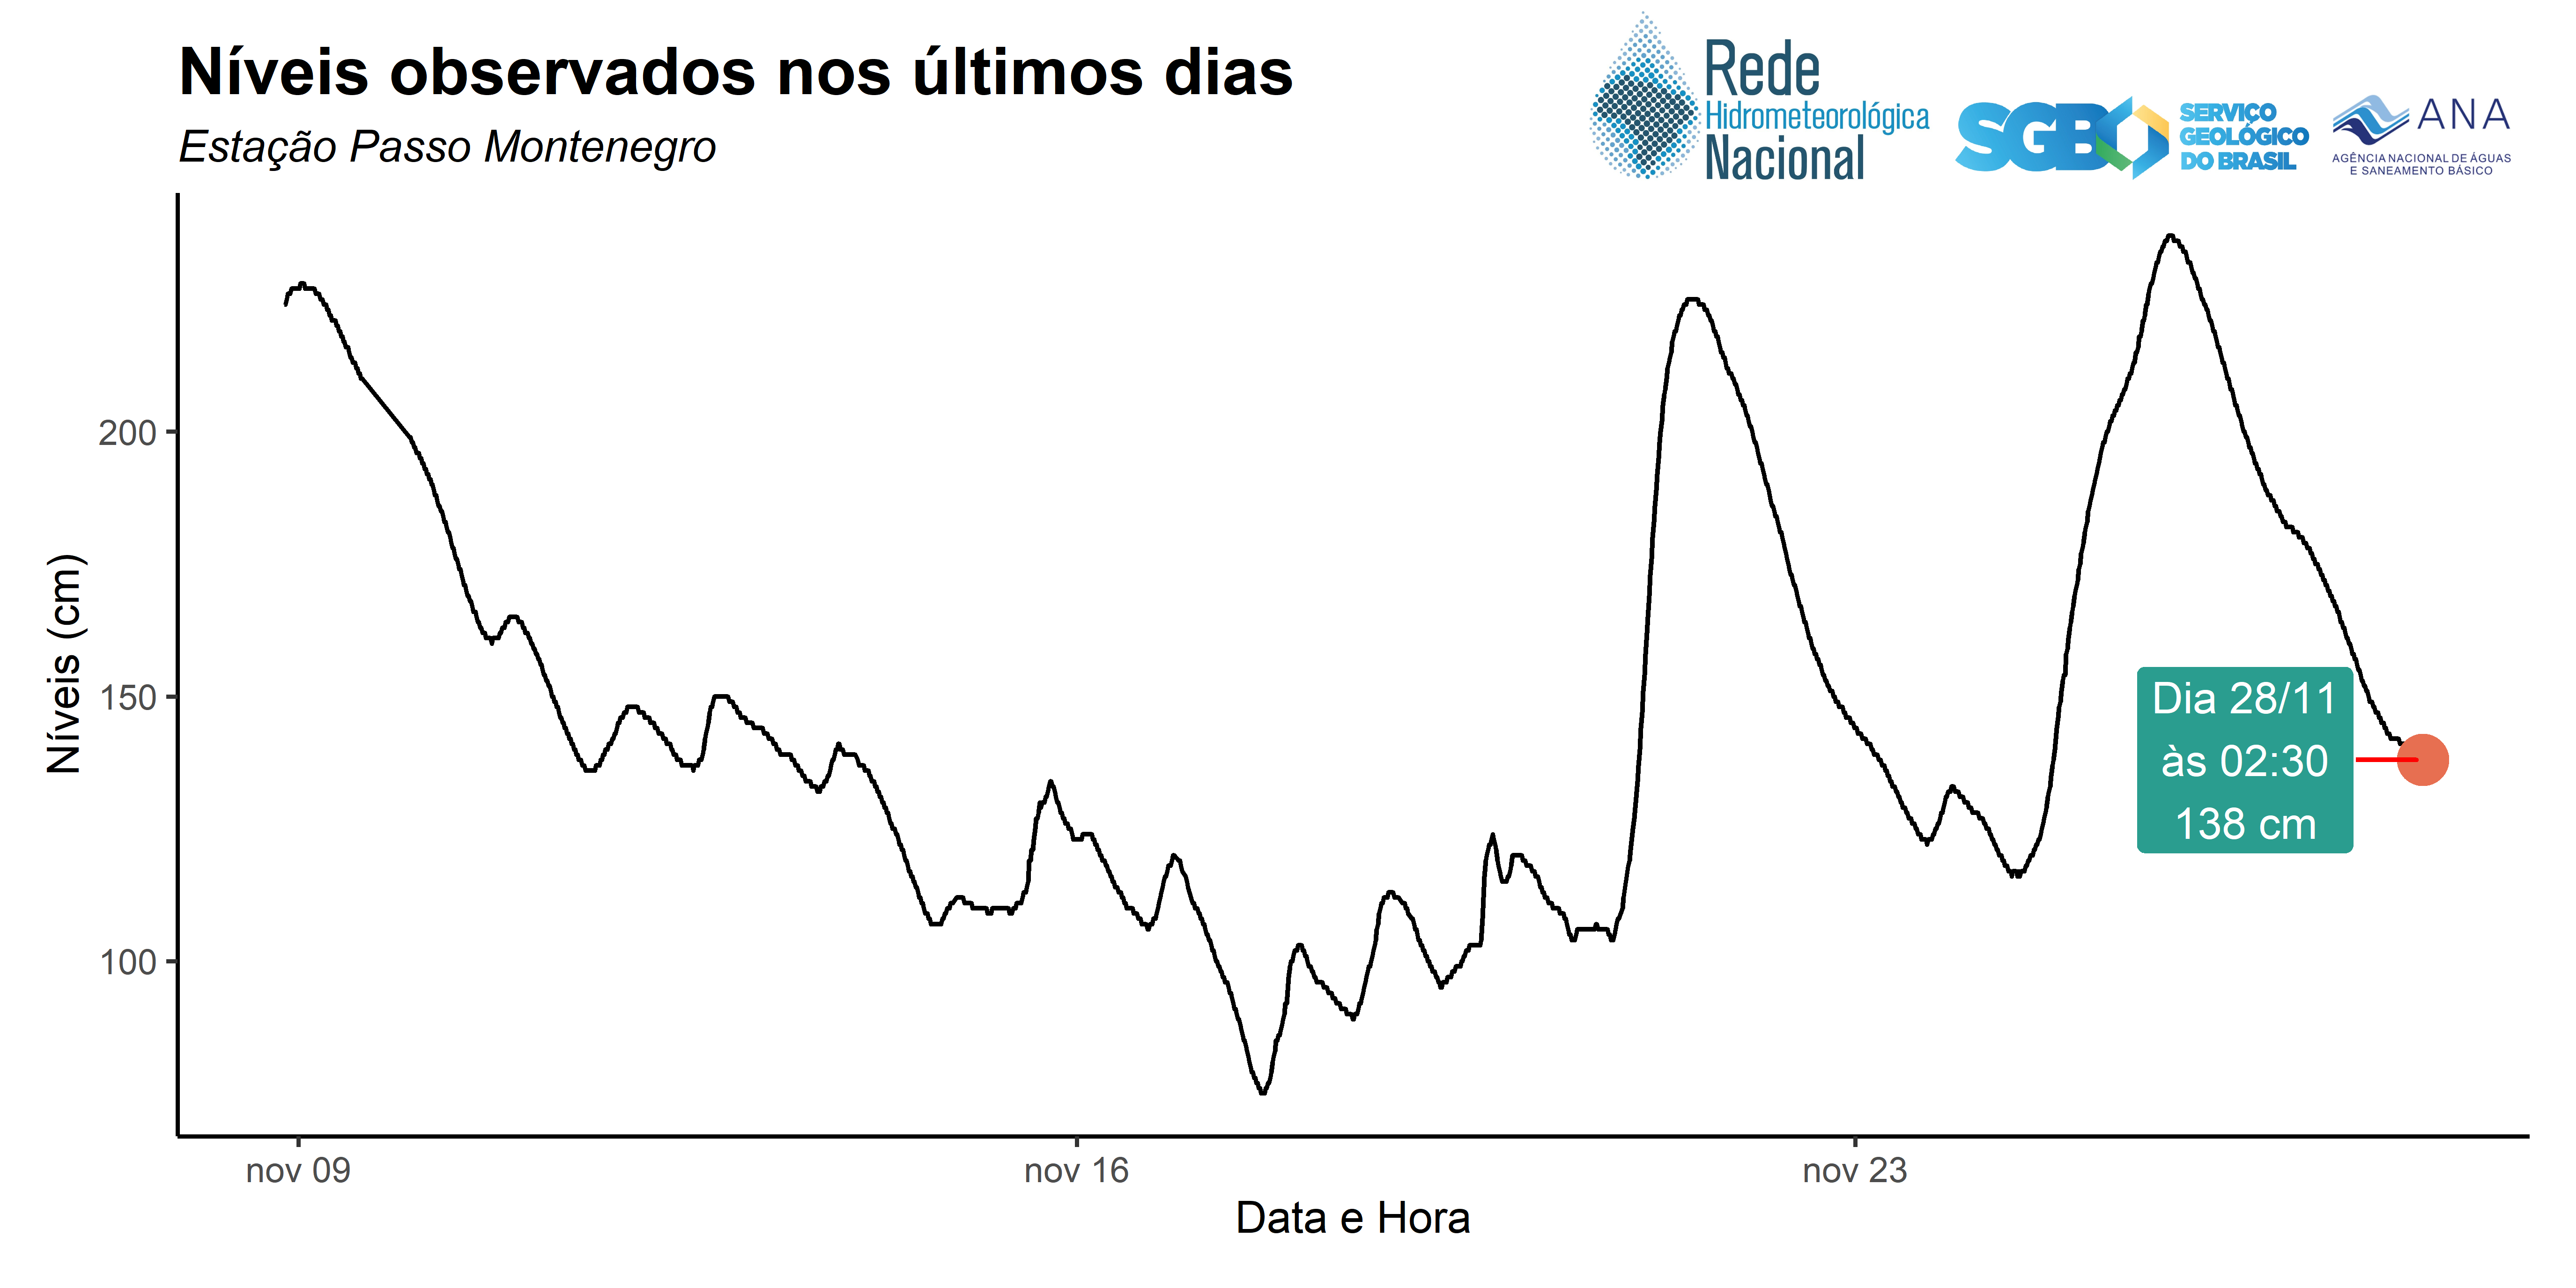 Níveis observados nos últimos dias
Estação Passo Montenegro
Rede
Hidrometeorológica
Nacional
SGB
SERVIÇO
GEOLÓGICO
DO BRASIL
ANA
AGÊNCIA NACIONAL DE ÁGUAS
E SANEAMENTO BÁSICO
Níveis (cm)
200
150
100
Dia 28/11
às 02:30
138 cm
nov 09
nov 16
nov 23
Data e Hora